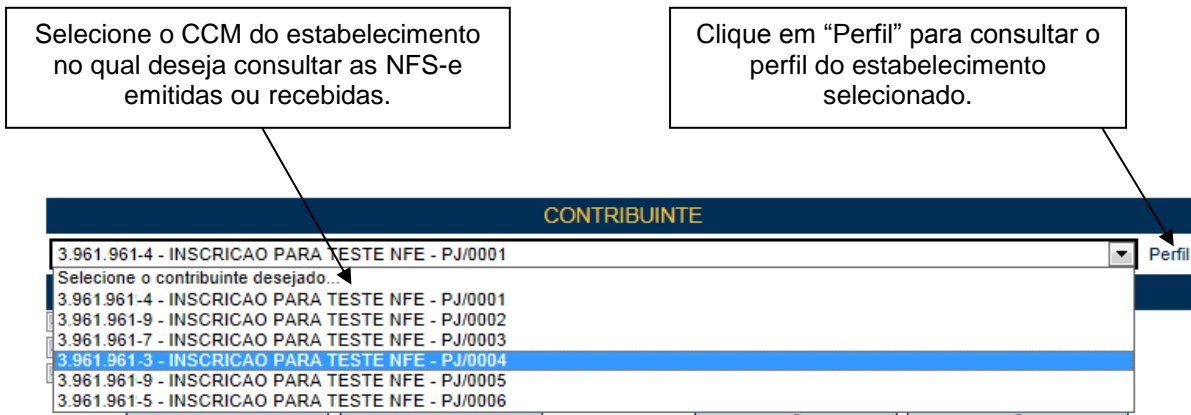 Selecione o CCM do estabelecimento
no qual deseja consultar as NFS-e
emitidas ou recebidas.
Clique em “Perfil” para consultar o
perfil do estabelecimento
selecionado.
CONTRIBUINTE
3.961.961-4 - INSCRICAO PARA TESTE NFE - PJ/0001
Perfil
Selecione o contribuinte desejado...
3.961.961-4 - INSCRICAO PARA TESTE NFE - PJ/0001
3.961.961-9 - INSCRICAO PARA TESTE NFE - PJ/0002
3.961.961-7 - INSCRICAO PARA TESTE NFE - PJ/0003
3.961.961-3 - INSCRICAO PARA TESTE NFE - PJ/0004
3.961.961-9 - INSCRICAO PARA TESTE NFE - PJ/0005
3.961.961-5 - INSCRICAO PARA TESTE NFE - PJ/0006